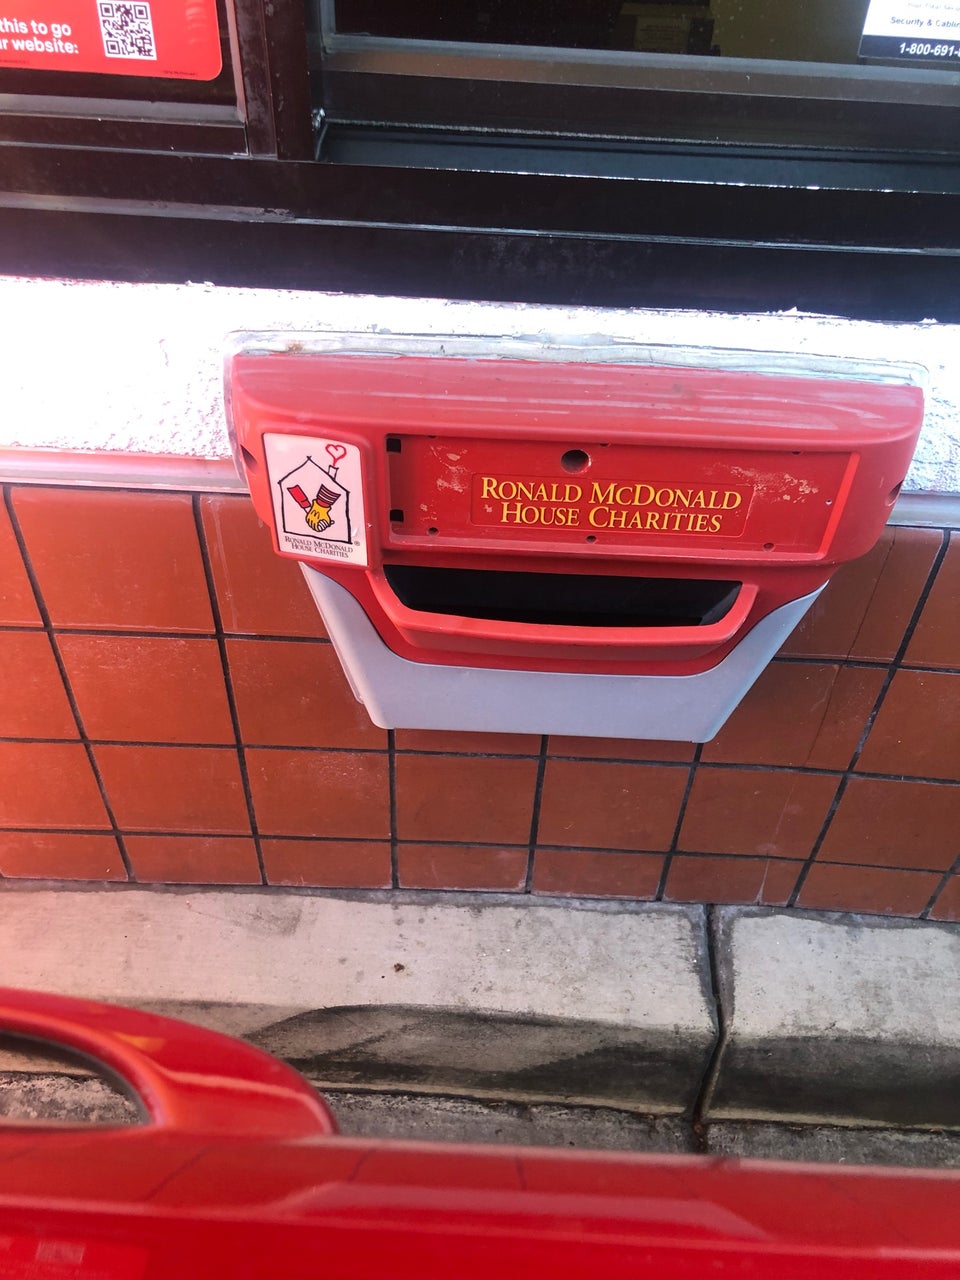 this to go
r website:
Security & Cablin
1-800-691-
RONALD MCDONALD
HOUSE CHARITIES
RONALD MCDONALD
HOUSE CHARITIES
®